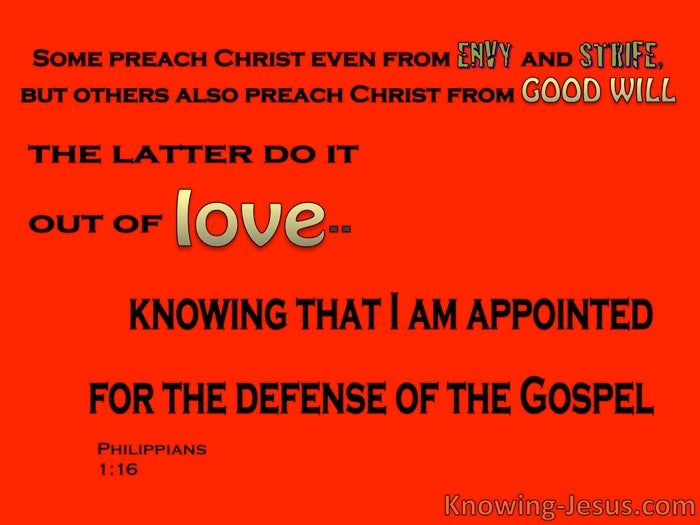 Some preach Christ even from envy and strife,
but others also preach Christ from good will
the latter do it
out of love--
knowing that I am appointed
for the defense of the Gospel
Philippians
1:16
Knowing-Jesus.com